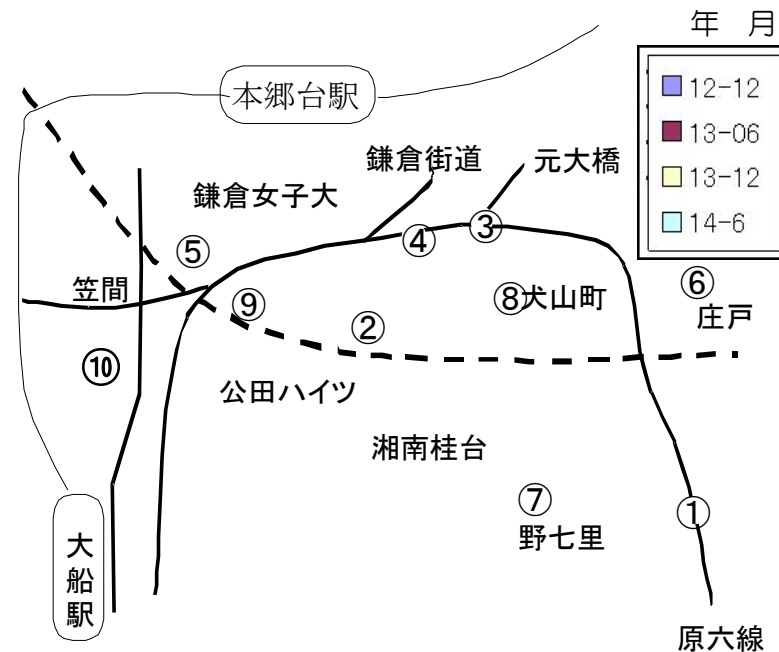 年 月
12-12
13-06
13-12
14-6
本郷台駅
鎌倉街道
元大橋
鎌倉女子大
③
④
⑤
⑥
笠間
⑧犬山町
庄戸
⑨
②
⑩
公田ハイツ
湘南桂台
⑦
①
野七里
大船駅
原六線